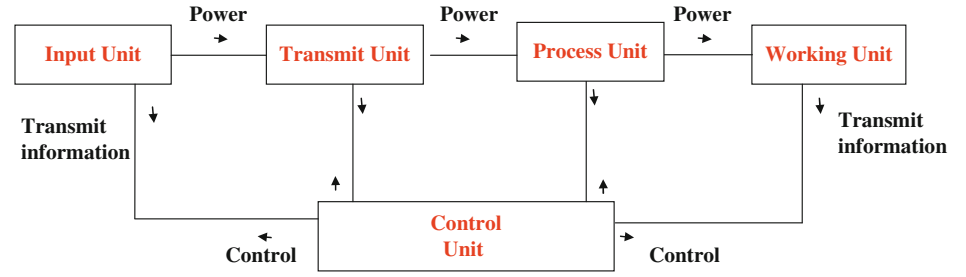 Power
Power
Power
Input Unit
Transmit Unit
Process Unit
Working Unit
Transmit
information
Transmit
information
Control
Unit
Control
Control